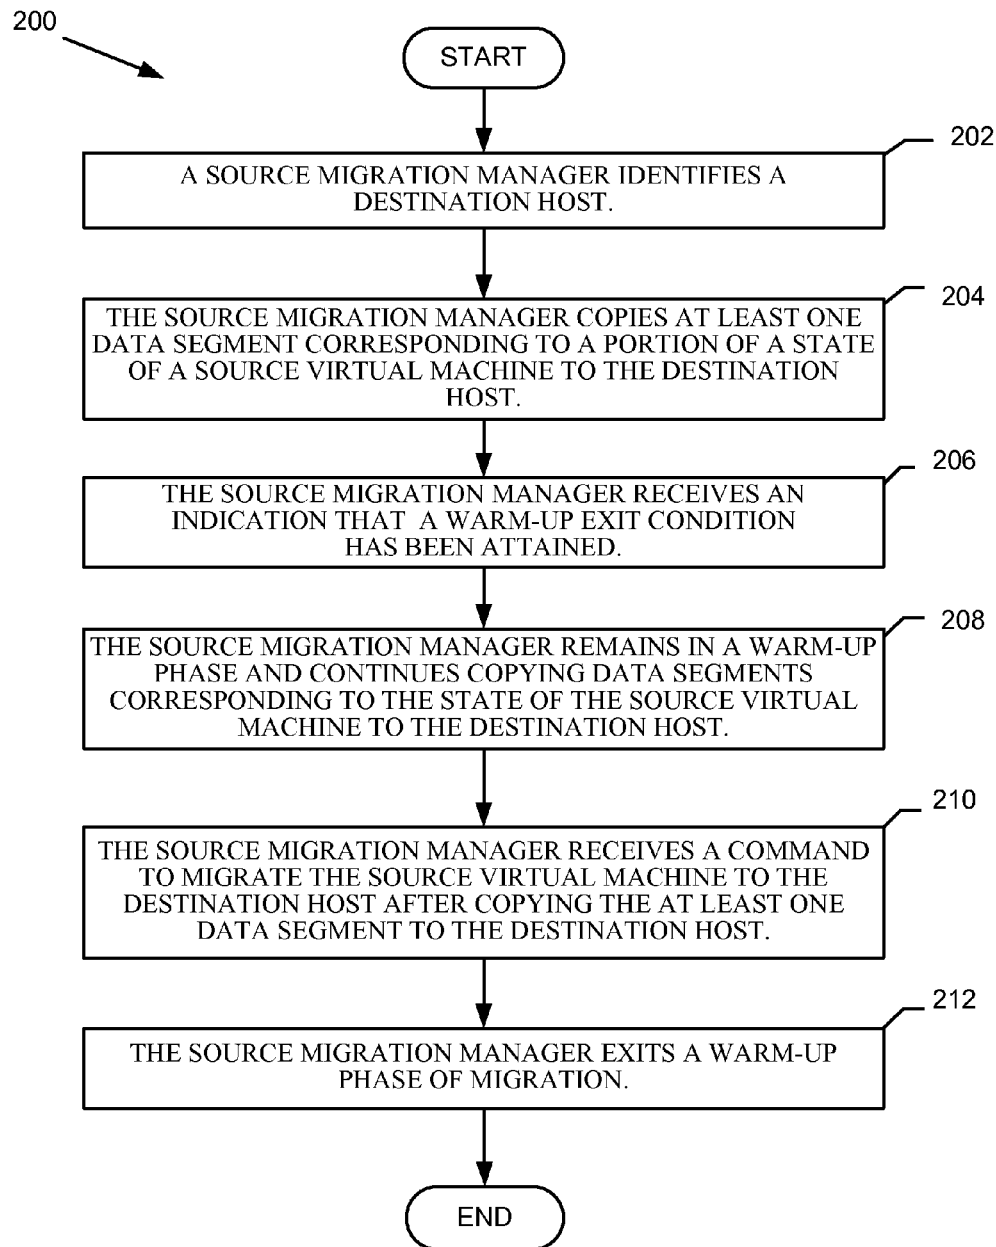 200
START
202
A SOURCE MIGRATION MANAGER IDENTIFIES A
DESTINATION HOST.
204
THE SOURCE MIGRATION MANAGER COPIES AT LEAST ONE
DATA SEGMENT CORRESPONDING TO A PORTION OF A STATE
OF A SOURCE VIRTUAL MACHINE TO THE DESTINATION
HOST.
206
THE SOURCE MIGRATION MANAGER RECEIVES AN
INDICATION THAT A WARM-UP EXIT CONDITION
HAS BEEN ATTAINED.
208
THE SOURCE MIGRATION MANAGER REMAINS IN A WARM-UP
PHASE AND CONTINUES COPYING DATA SEGMENTS
CORRESPONDING TO THE STATE OF THE SOURCE VIRTUAL
MACHINE TO THE DESTINATION HOST.
210
THE SOURCE MIGRATION MANAGER RECEIVES A COMMAND
TO MIGRATE THE SOURCE VIRTUAL MACHINE TO THE
DESTINATION HOST AFTER COPYING THE AT LEAST ONE
DATA SEGMENT TO THE DESTINATION HOST.
212
THE SOURCE MIGRATION MANAGER EXITS A WARM-UP
PHASE OF MIGRATION.
END